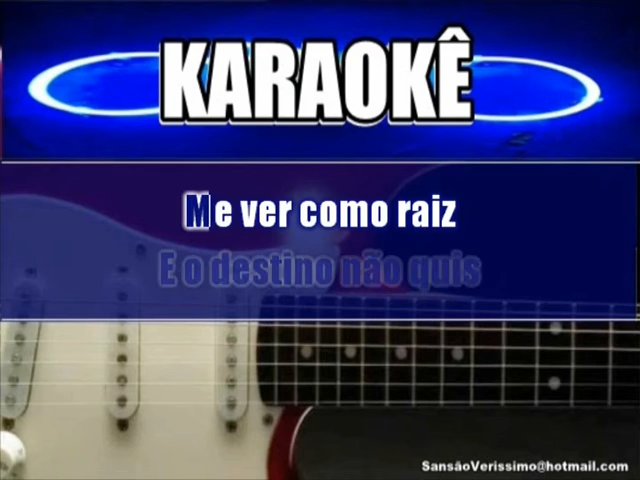 KARAOKÊ
Me ver como raiz
E o destino não quis
SansãoVerissimo@hotmail.com